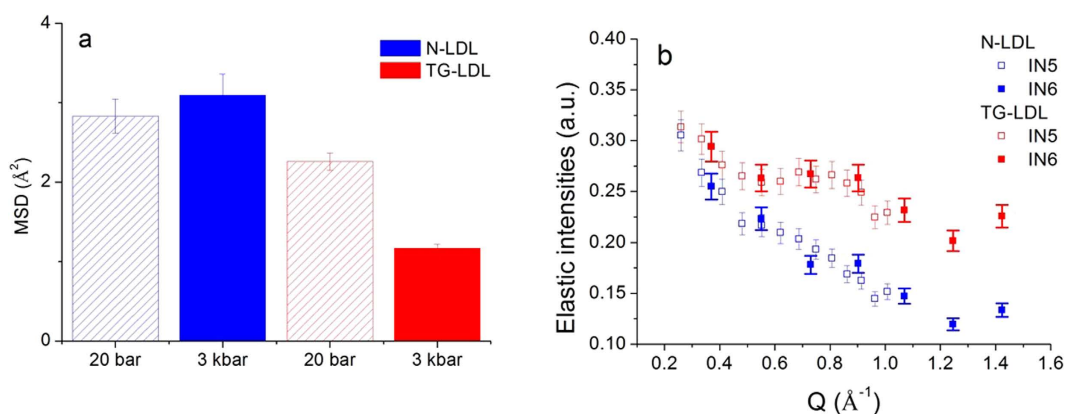 a
N-LDL
TG-LDL
MSD (Å²)
4
2
0
20 bar
3 kbar
20 bar
3 kbar
b
N-LDL
IN5
IN6
TG-LDL
IN5
IN6
Elastic intensities (a.u.)
0.40
0.35
0.30
0.25
0.20
0.15
0.10
0.2
0.4
0.6
0.8
1.0
1.2
1.4
1.6
Q (Å⁻¹)